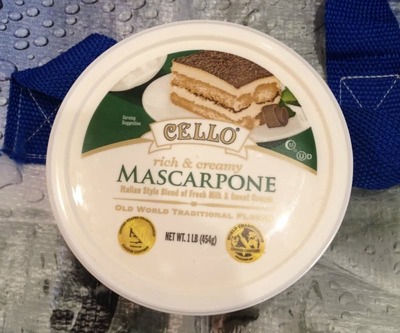 Serving
Suggestion
CELLO®
rich & creamy
MASCARPONE
Italian Style Blend of Fresh Milk & Sweet Cream
OLD WORLD TRADITIONAL FLAVOR
NET WT. 1 LB (454g)